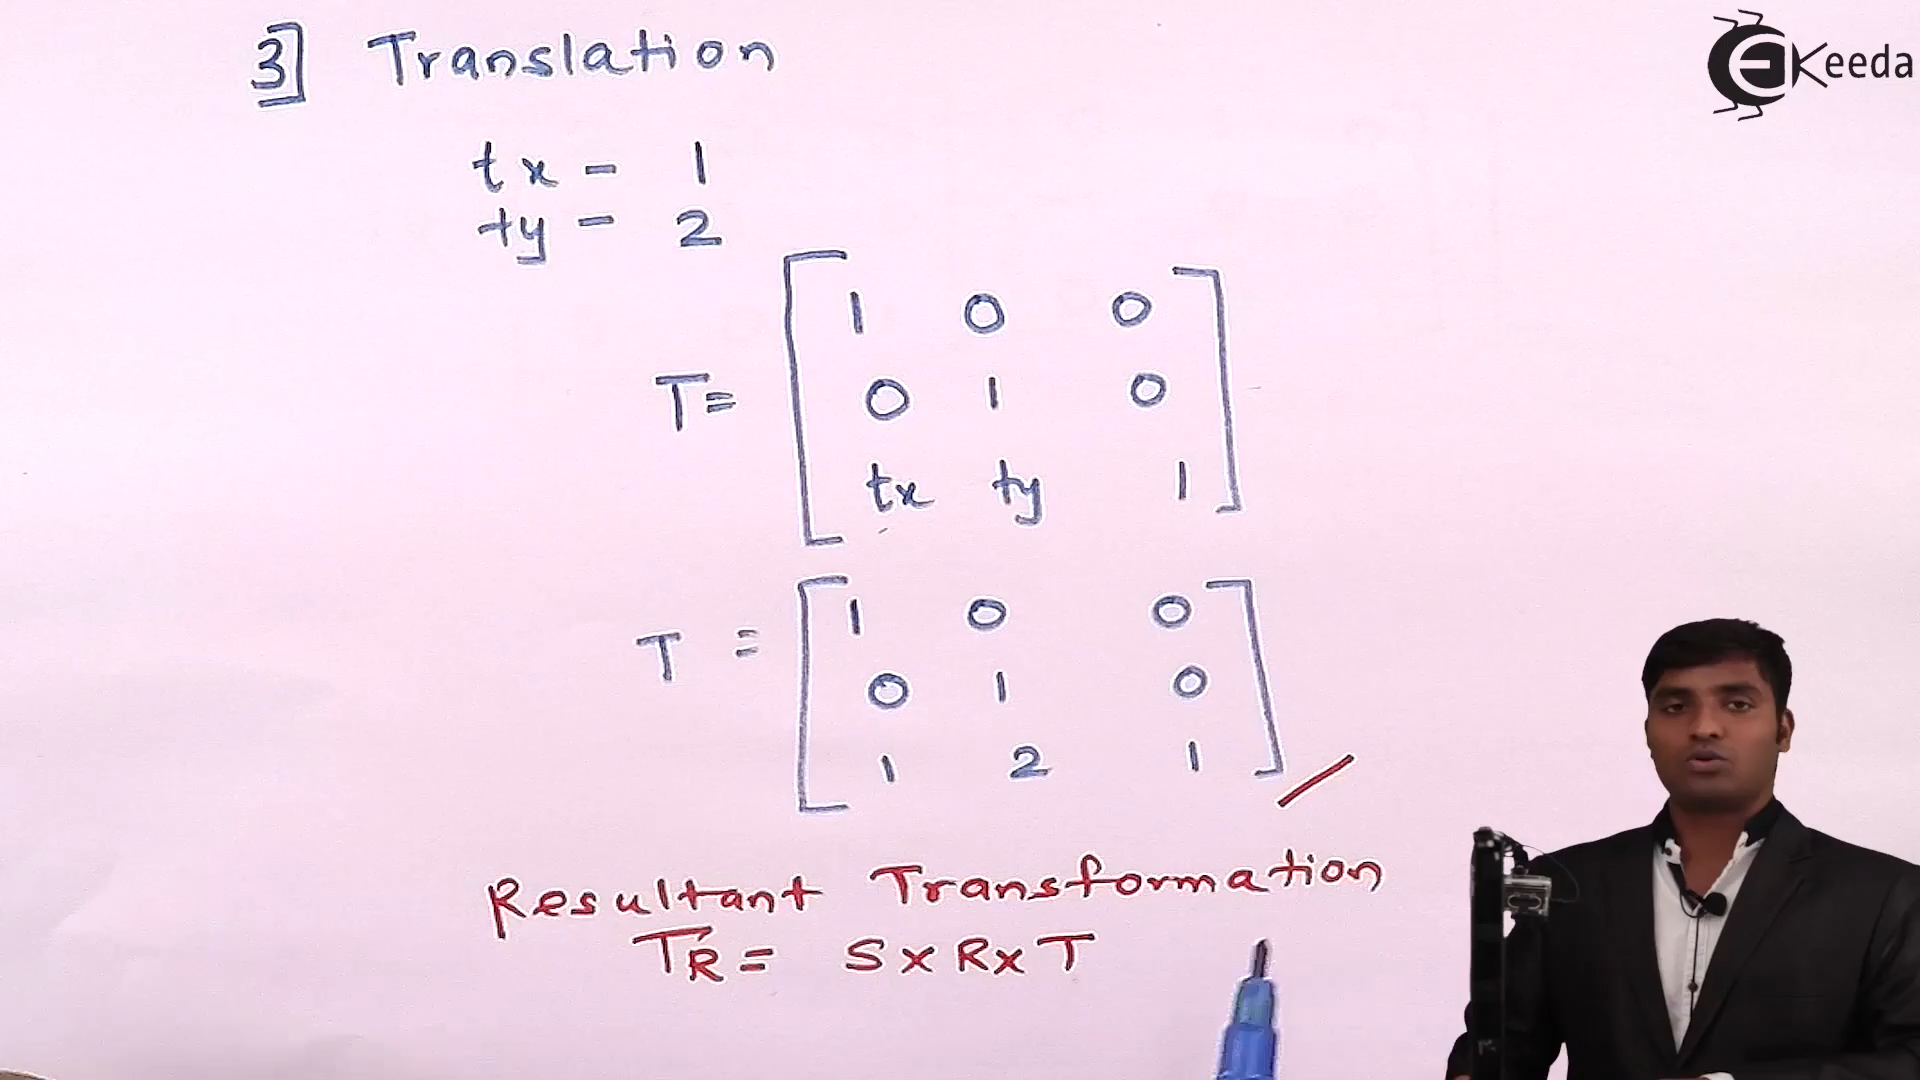 3] Translation
EKeeda
tx = 1
ty = 2
T= [ 1 0 0
0 1 0
tx ty 1 ]
T = [ 1 0 0
0 1 0
1 2 1 ]
Resultant Transformation
TR = S x R x T